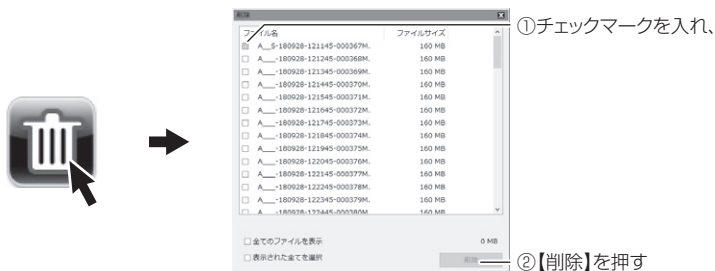 削除
ファイル名 ファイルサイズ
A__S-180928-121145-000367M. 160 MB
A___-180928-121245-000368M. 160 MB
A___-180928-121345-000369M. 160 MB
A___-180928-121445-000370M. 160 MB
A___-180928-121545-000371M. 160 MB
A___-180928-121645-000372M. 160 MB
A___-180928-121745-000373M. 160 MB
A___-180928-121845-000374M. 160 MB
A___-180928-121945-000375M. 160 MB
A___-180928-122045-000376M. 160 MB
A___-180928-122145-000377M. 160 MB
A___-180928-122245-000378M. 160 MB
A___-180928-122345-000379M. 160 MB
A___-180928-122445-000380M 160 MB
全てのファイルを表示 0 MB
表示された全てを選択 削除
①チェックマークを入れ、
②【削除】を押す